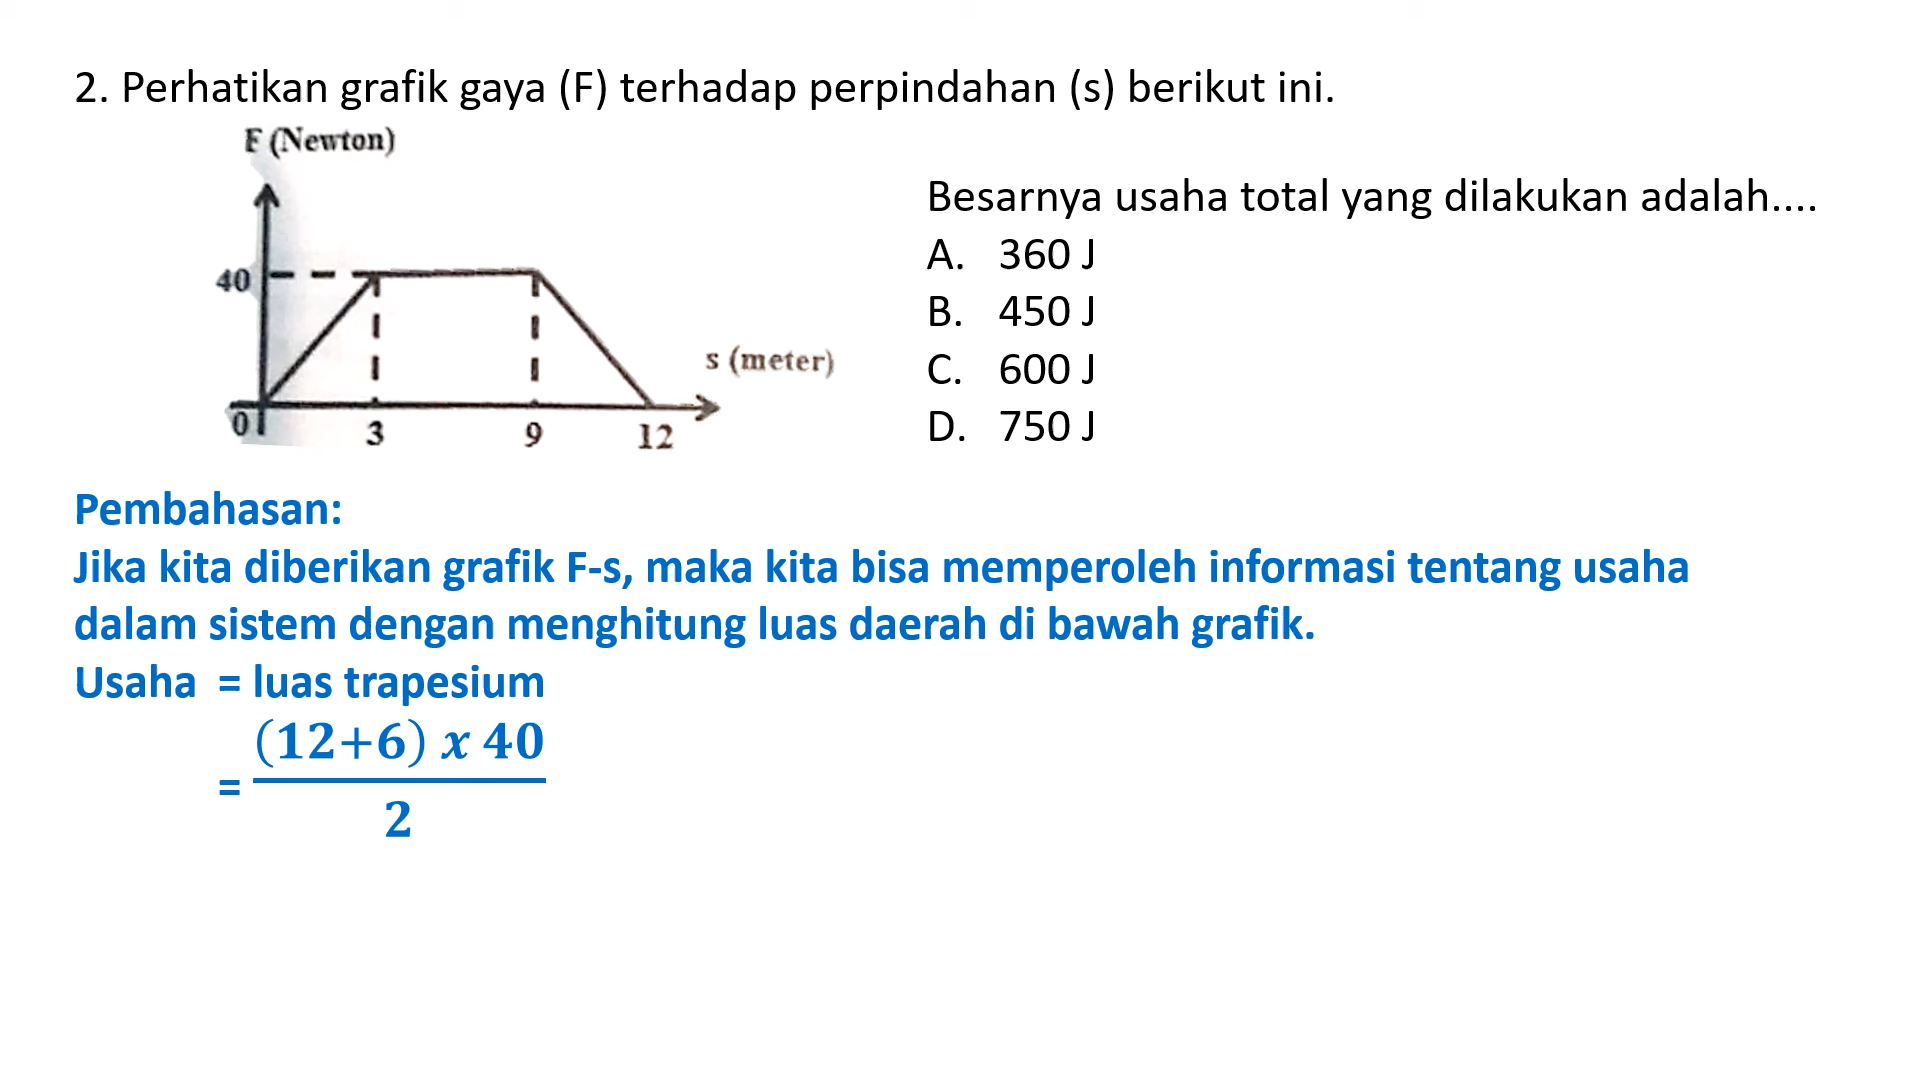 2. Perhatikan grafik gaya (F) terhadap perpindahan (s) berikut ini.
F (Newton)
40
s (meter)
0
3
9
12
Besarnya usaha total yang dilakukan adalah....
A. 360 J
B. 450 J
C. 600 J
D. 750 J
Pembahasan:
Jika kita diberikan grafik F-s, maka kita bisa memperoleh informasi tentang usaha
dalam sistem dengan menghitung luas daerah di bawah grafik.
Usaha = luas trapesium
(12+6) x 40
=
2